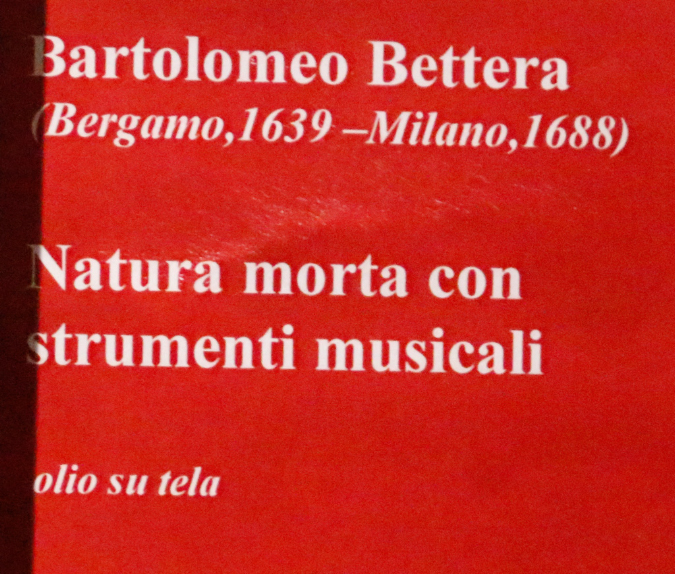 Bartolomeo Bettera
(Bergamo,1639 –Milano,1688)
Natura morta con
strumenti musicali
olio su tela